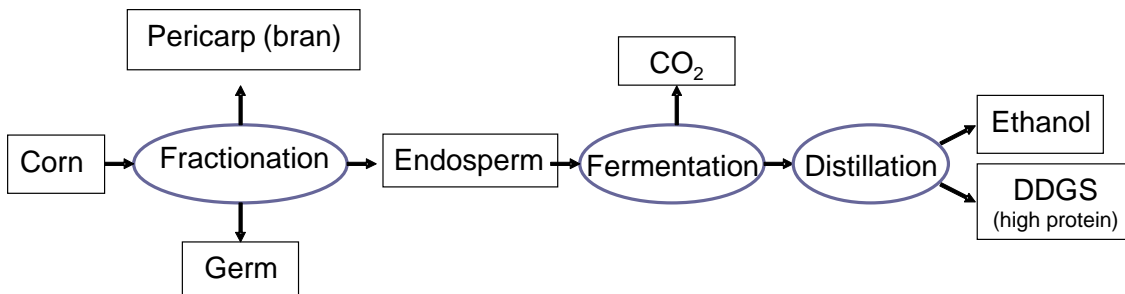 Pericarp (bran)
CO₂
Corn
Fractionation
Endosperm
Fermentation
Distillation
Ethanol
DDGS
(high protein)
Germ